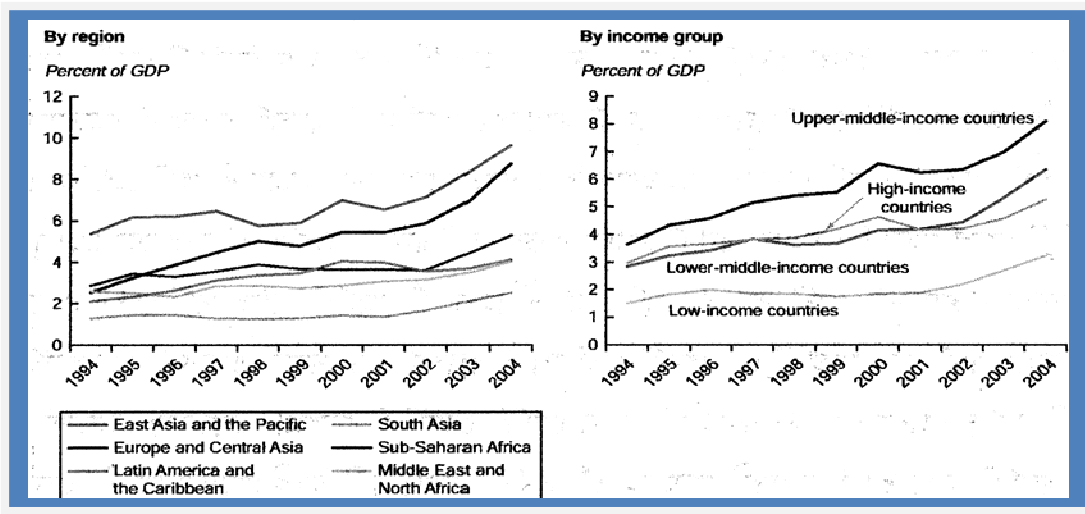 By region
Percent of GDP
12
10
8
6
4
2
0
1994 1995 1996 1997 1998 1999 2000 2001 2002 2003 2004
East Asia and the Pacific
South Asia
Europe and Central Asia
Sub-Saharan Africa
Latin America and
the Caribbean
Middle East and
North Africa
By income group
Percent of GDP
9
8
7
6
5
4
3
2
1
0
Upper-middle-income countries
High-income
countries
Lower-middle-income countries
Low-income countries
1994 1995 1996 1997 1998 1999 2000 2001 2002 2003 2004